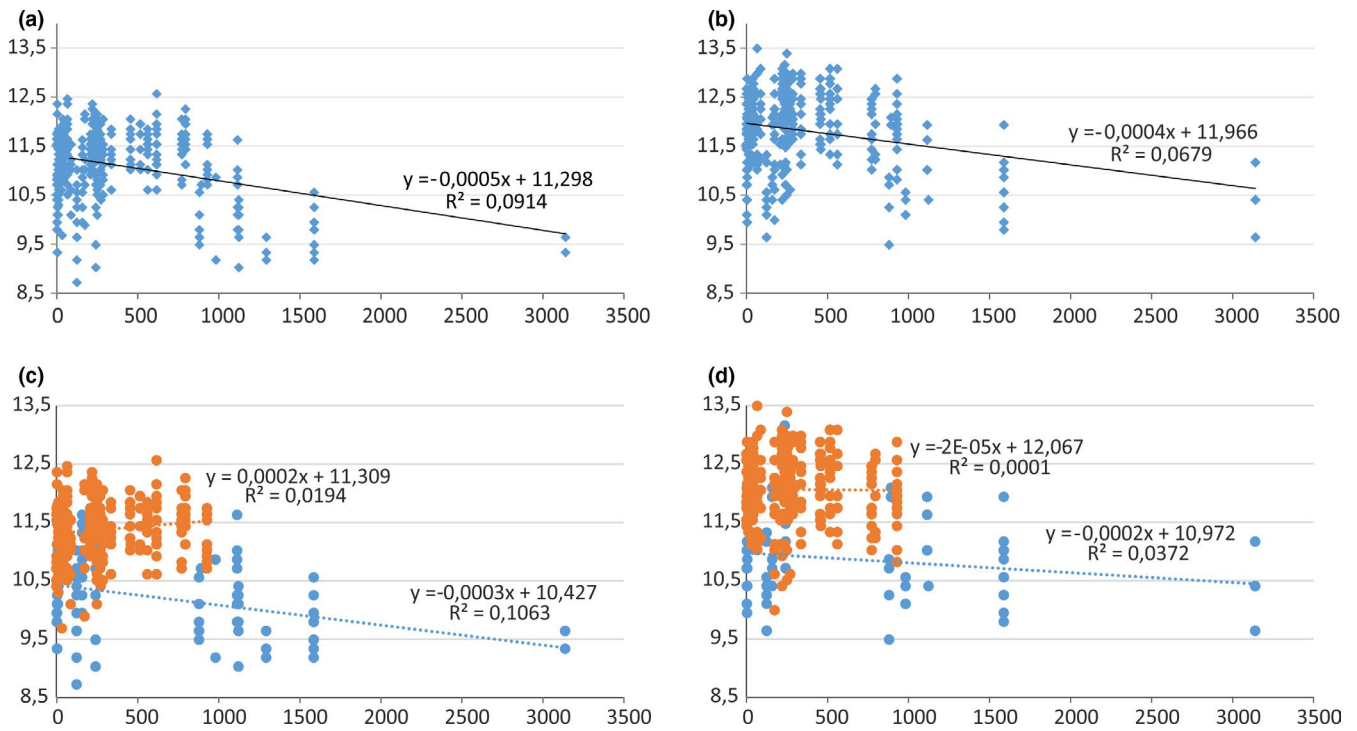 (a)
13,5
12,5
11,5
10,5
9,5
8,5
y =-0,0005x + 11,298
R² = 0,0914
0 500 1000 1500 2000 2500 3000 3500
(b)
13,5
12,5
11,5
10,5
9,5
8,5
y =-0,0004x + 11,966
R² = 0,0679
0 500 1000 1500 2000 2500 3000 3500
(c)
13,5
12,5
11,5
10,5
9,5
8,5
y = 0,0002x + 11,309
R² = 0,0194
y =-0,0003x + 10,427
R² = 0,1063
0 500 1000 1500 2000 2500 3000 3500
(d)
13,5
12,5
11,5
10,5
9,5
8,5
y =-2E-05x + 12,067
R² = 0,0001
y =-0,0002x + 10,972
R² = 0,0372
0 500 1000 1500 2000 2500 3000 3500